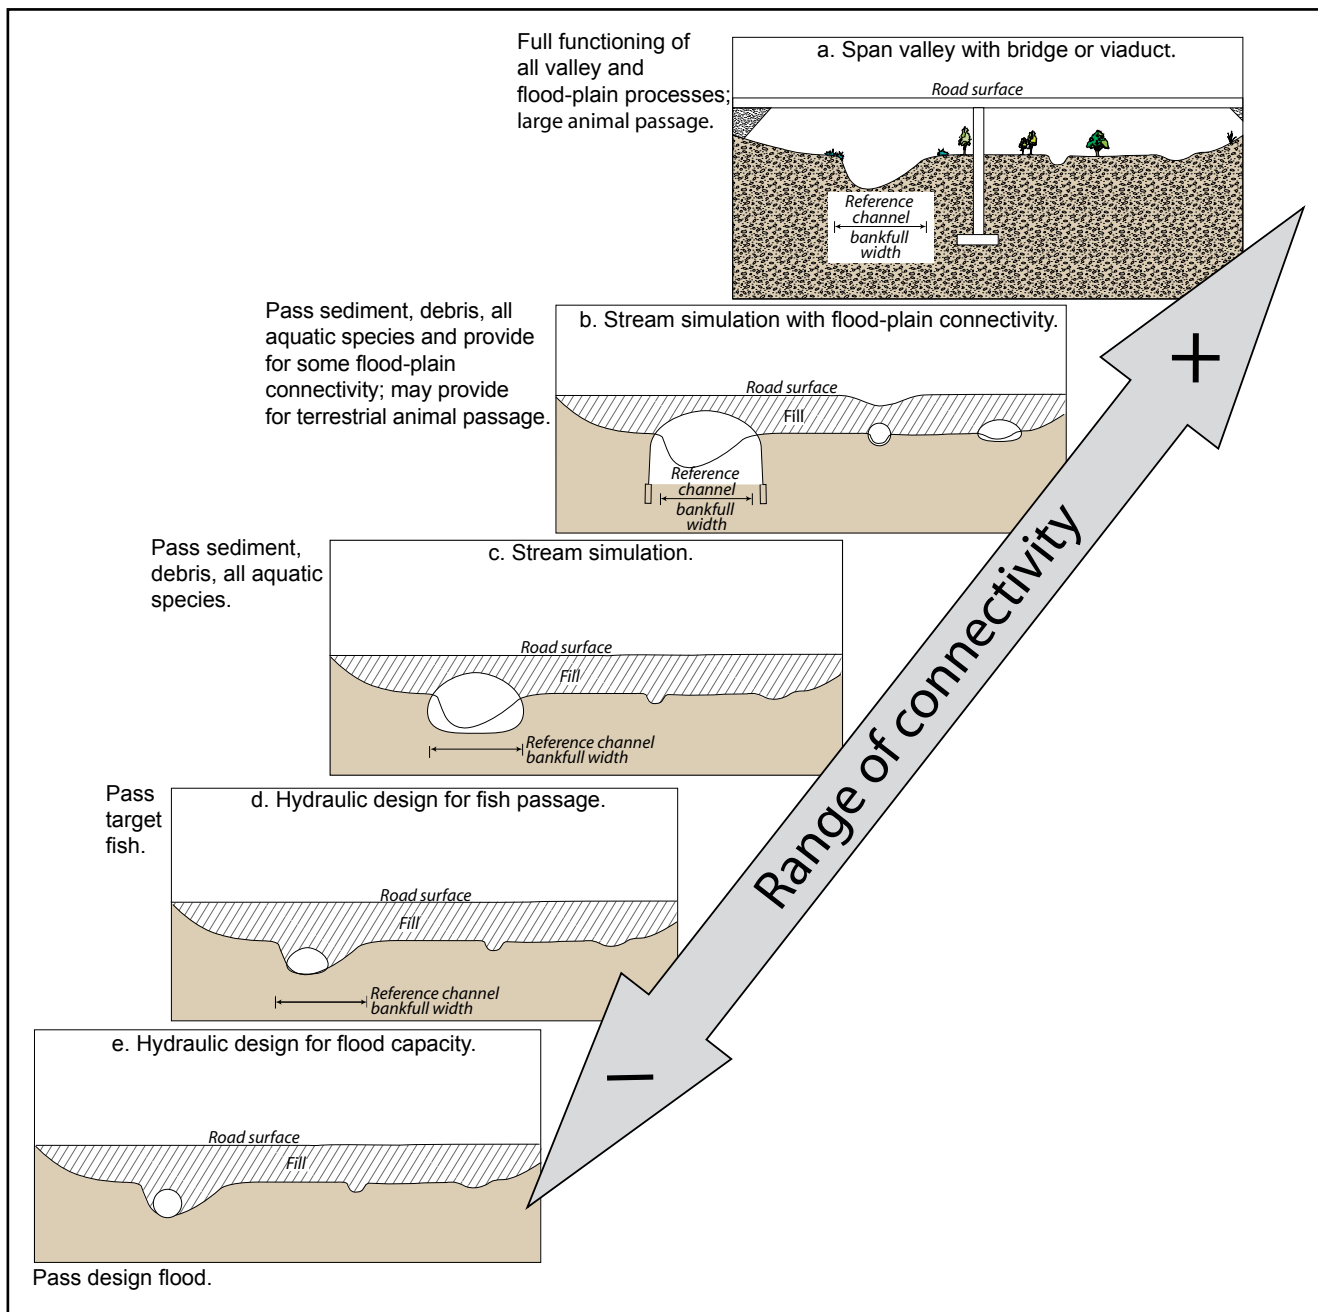 Full functioning of
all valley and
flood-plain processes;
large animal passage.
a. Span valley with bridge or viaduct.
Road surface
Reference
channel
bankfull
width
Pass sediment, debris, all
aquatic species and provide
for some flood-plain
connectivity; may provide
for terrestrial animal passage.
b. Stream simulation with flood-plain connectivity.
Road surface
Fill
Reference
channel
bankfull
width
+
Pass sediment,
debris, all aquatic
species.
c. Stream simulation.
Road surface
Fill
Reference channel
bankfull width
Range of connectivity
Pass
target
fish.
d. Hydraulic design for fish passage.
Road surface
Fill
Reference channel
bankfull width
–
e. Hydraulic design for flood capacity.
Road surface
Fill
Pass design flood.